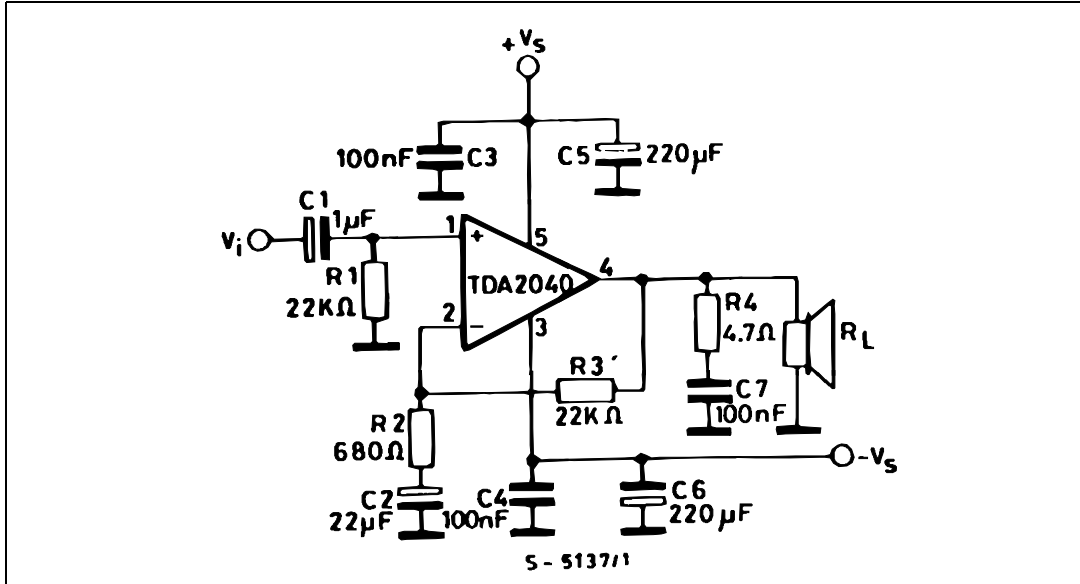 +Vs
100nF C3
C5 220µF
C1
1µF
Vi
1
+
5
R1
22KΩ
TDA2040
4
2
−
3
R4
4.7Ω
RL
R3
22KΩ
C7
100nF
R2
680Ω
-Vs
C2
22µF
C4
100nF
C6
220µF
S - 5137/1